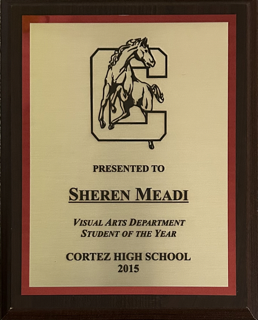 C
PRESENTED TO
SHEREN MEADI
VISUAL ARTS DEPARTMENT
STUDENT OF THE YEAR
CORTEZ HIGH SCHOOL
2015